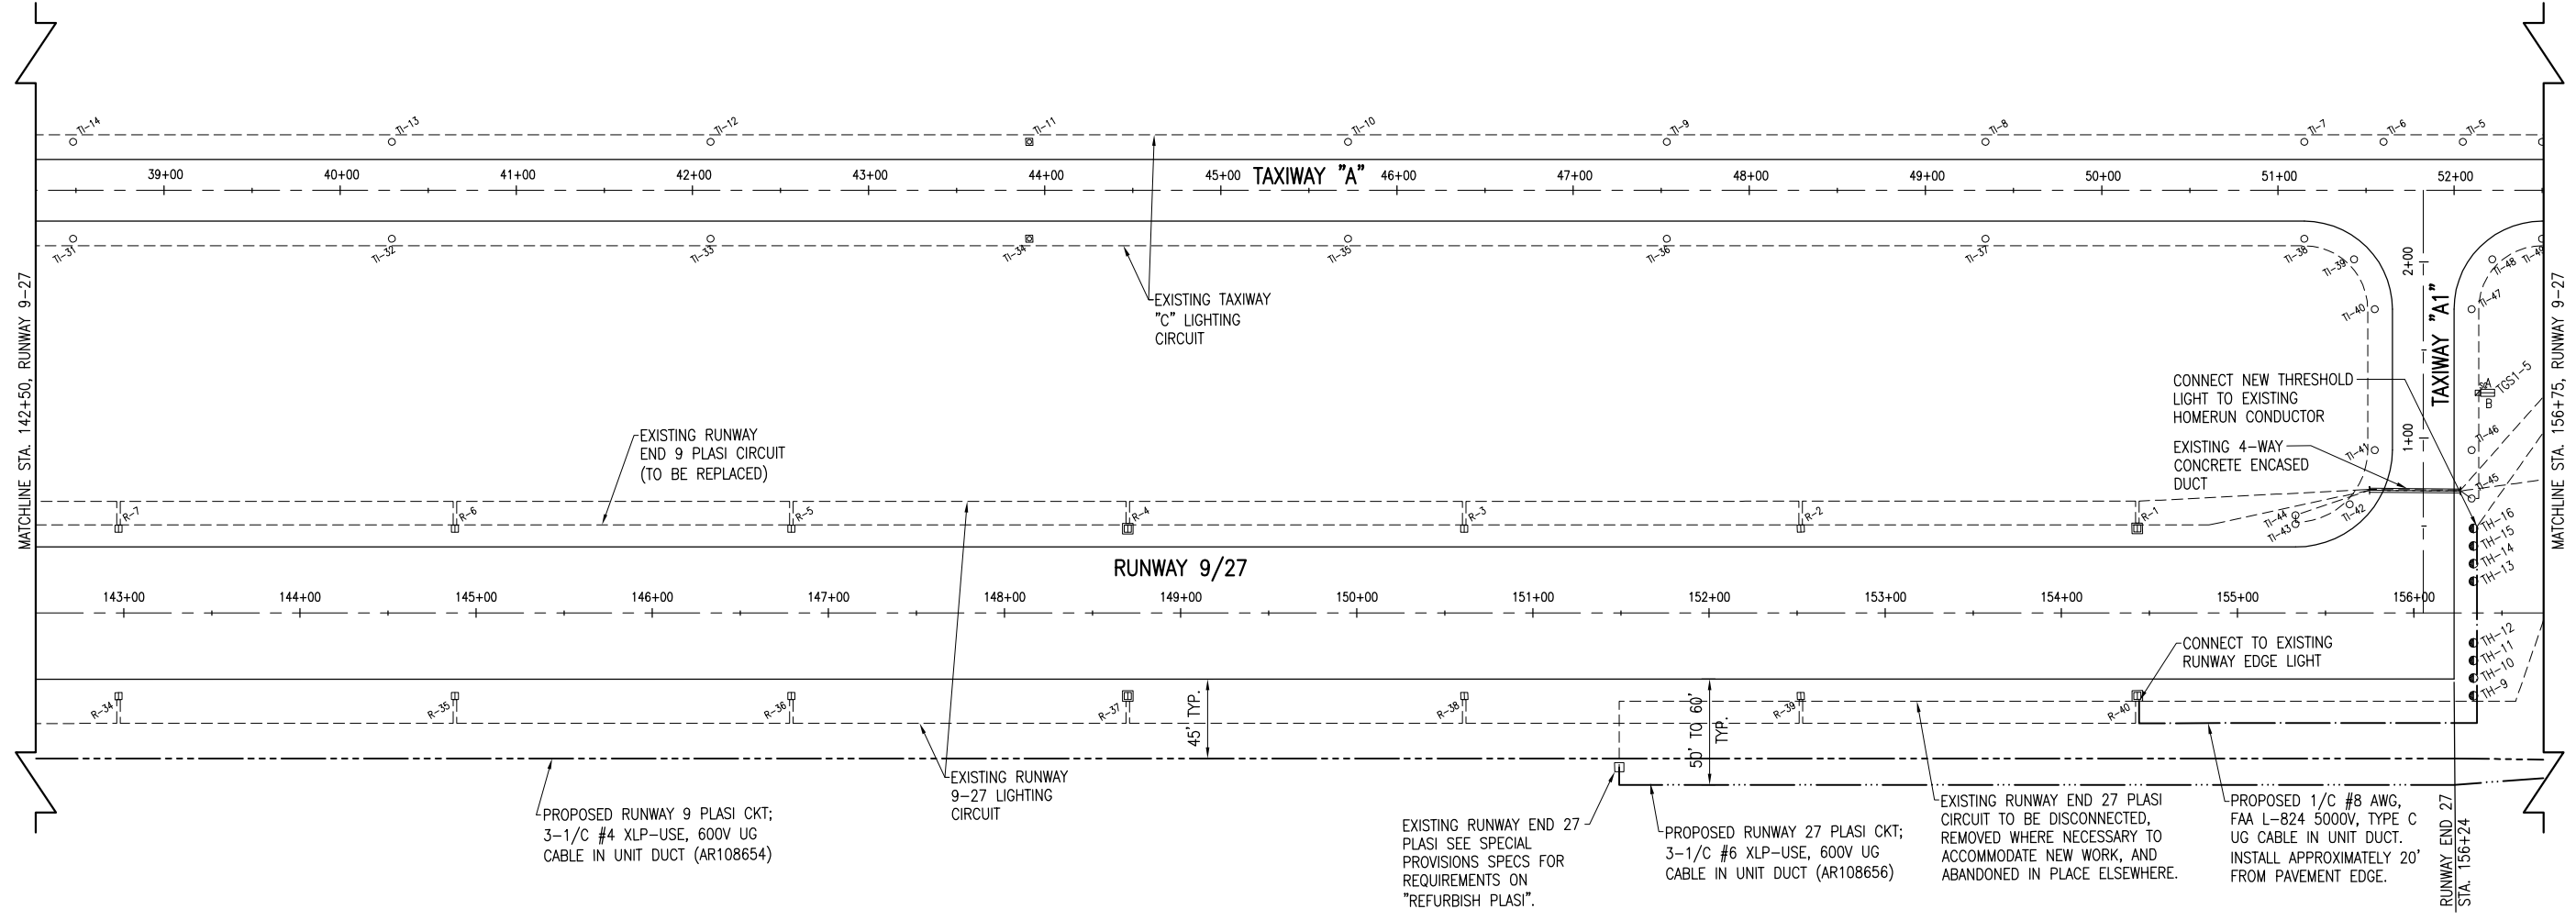 TI-14
TI-13
TI-12
TI-11
TI-10
TI-9
TI-8
TI-7
TI-6
TI-5
39+00
40+00
41+00
42+00
43+00
44+00
45+00
TAXIWAY "A"
46+00
47+00
48+00
49+00
50+00
51+00
52+00
TI-31
TI-32
TI-33
TI-34
TI-35
TI-36
TI-37
TI-38
TI-39
TI-40
TI-41
TI-42
TI-44
TI-43
TI-49
TI-48
TI-47
TI-46
TI-45
2+00
1+00
TAXIWAY "A1"
TGS1-5
A
B
MATCHLINE STA. 142+50, RUNWAY 9-27
MATCHLINE STA. 156+75, RUNWAY 9-27
EXISTING TAXIWAY
"C" LIGHTING
CIRCUIT
CONNECT NEW THRESHOLD
LIGHT TO EXISTING
HOMERUN CONDUCTOR
EXISTING 4-WAY
CONCRETE ENCASED
DUCT
EXISTING RUNWAY
END 9 PLASI CIRCUIT
(TO BE REPLACED)
R-7
R-6
R-5
R-4
R-3
R-2
R-1
TH-16
TH-15
TH-14
TH-13
RUNWAY 9/27
143+00
144+00
145+00
146+00
147+00
148+00
149+00
150+00
151+00
152+00
153+00
154+00
155+00
156+00
TH-12
TH-11
TH-10
TH-9
CONNECT TO EXISTING
RUNWAY EDGE LIGHT
R-34
R-35
R-36
R-37
R-38
R-39
R-40
45' TYP.
50' TO 60'
TYP.
PROPOSED RUNWAY 9 PLASI CKT;
3-1/C #4 XLP-USE, 600V UG
CABLE IN UNIT DUCT (AR108654)
EXISTING RUNWAY
9-27 LIGHTING
CIRCUIT
EXISTING RUNWAY END 27
PLASI SEE SPECIAL
PROVISIONS SPECS FOR
REQUIREMENTS ON
"REFURBISH PLASI".
PROPOSED RUNWAY 27 PLASI CKT;
3-1/C #6 XLP-USE, 600V UG
CABLE IN UNIT DUCT (AR108656)
EXISTING RUNWAY END 27 PLASI
CIRCUIT TO BE DISCONNECTED,
REMOVED WHERE NECESSARY TO
ACCOMMODATE NEW WORK, AND
ABANDONED IN PLACE ELSEWHERE.
PROPOSED 1/C #8 AWG,
FAA L-824 5000V, TYPE C
UG CABLE IN UNIT DUCT.
INSTALL APPROXIMATELY 20'
FROM PAVEMENT EDGE.
RUNWAY END 27
STA. 156+24